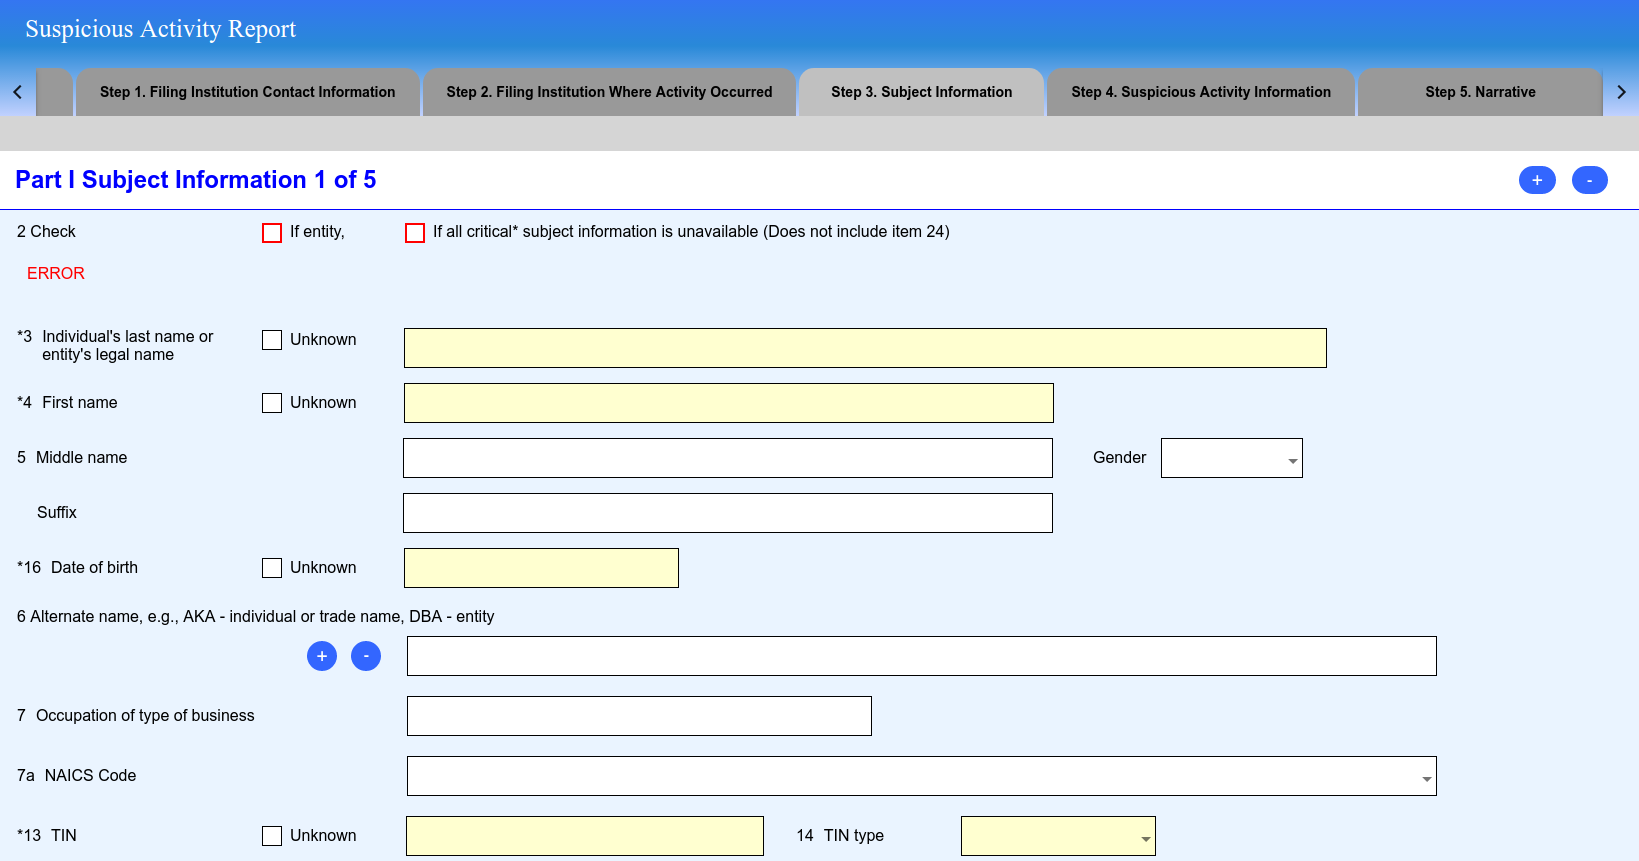 Suspicious Activity Report
Step 1. Filing Institution Contact Information
Step 2. Filing Institution Where Activity Occurred
Step 3. Subject Information
Step 4. Suspicious Activity Information
Step 5. Narrative
Part I Subject Information 1 of 5
+ -
2 Check If entity, If all critical* subject information is unavailable (Does not include item 24)
ERROR
*3 Individual's last name or
entity's legal name
Unknown
*4 First name Unknown
5 Middle name Gender
Suffix
*16 Date of birth Unknown
6 Alternate name, e.g., AKA - individual or trade name, DBA - entity
+ -
7 Occupation of type of business
7a NAICS Code
*13 TIN Unknown 14 TIN type